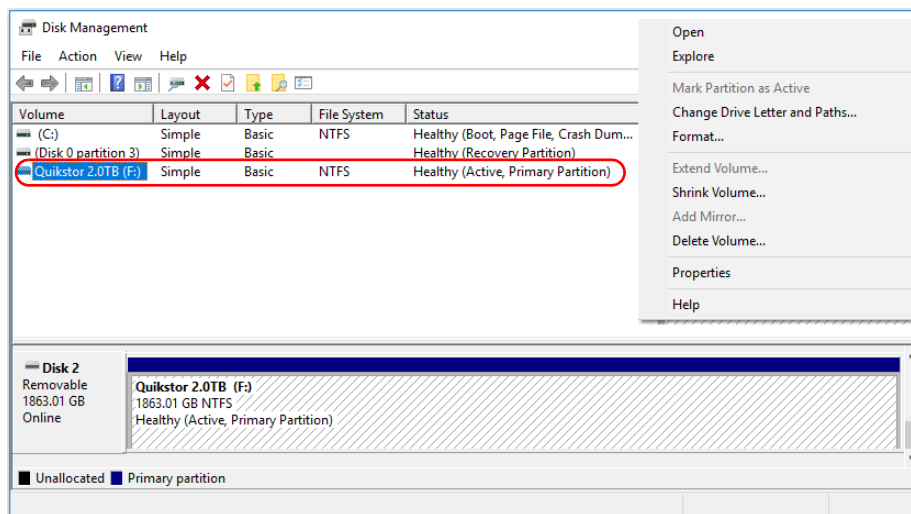 Disk Management
File Action View Help
Volume Layout Type File System Status
(C:) Simple Basic NTFS Healthy (Boot, Page File, Crash Dum...
(Disk 0 partition 3) Simple Basic Healthy (Recovery Partition)
Quikstor 2.0TB (F:) Simple Basic NTFS Healthy (Active, Primary Partition)
Open
Explore
Mark Partition as Active
Change Drive Letter and Paths...
Format...
Extend Volume...
Shrink Volume...
Add Mirror...
Delete Volume...
Properties
Help
Disk 2
Removable
1863.01 GB
Online
Quikstor 2.0TB (F:)
1863.01 GB NTFS
Healthy (Active, Primary Partition)
Unallocated Primary partition